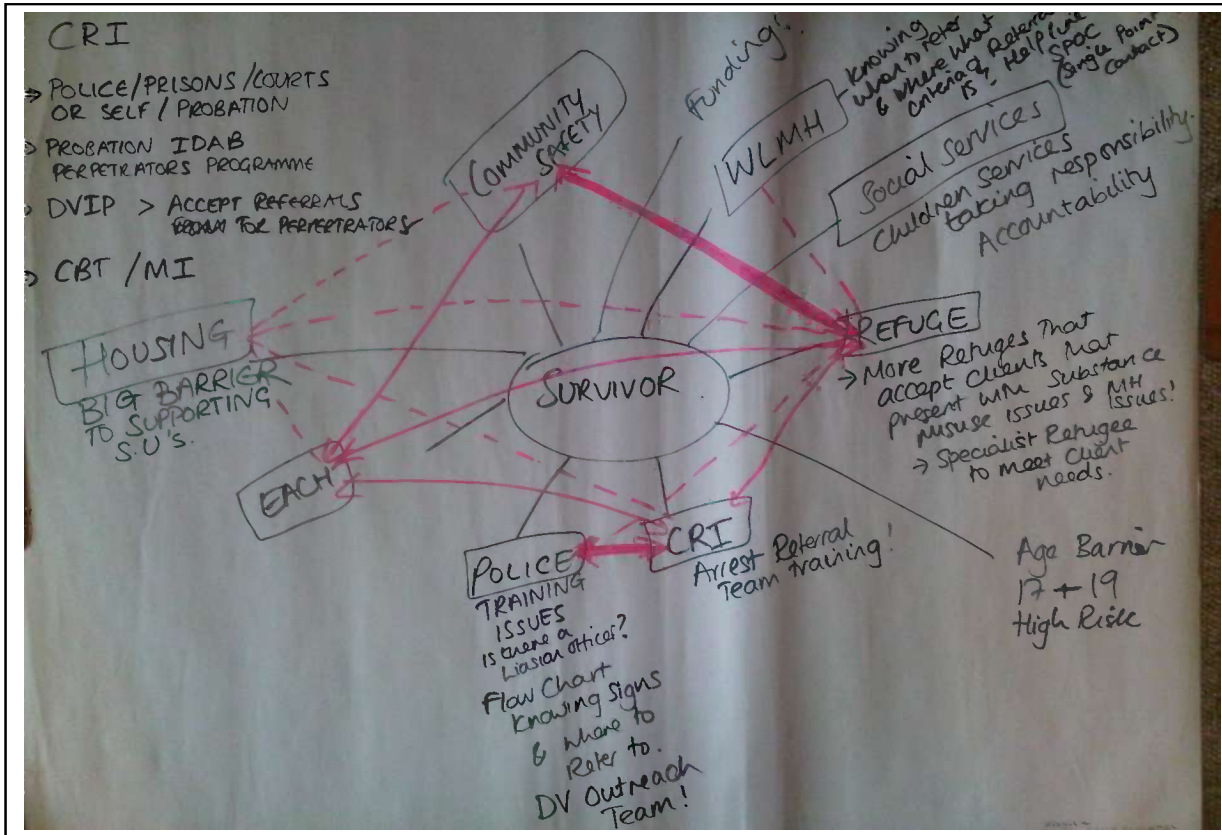 CRI
→ POLICE/PRISONS/COURTS
OR SELF/PROBATION
→ PROBATION IDAB
PERPETRATORS PROGRAMME
→ DVIP > ACCEPT REFERRALS
FOR PERPERTRATORS
→ CBT/MI
COMMUNITY
SAFETY
Funding!!
WLMH
Knowing
When to refer
& Where What
Referral
criteria
is - Helpline
SPOC
(Single Point
Contact)
Social Services
Children Services
taking responsibility.
Accountability
HOUSING
BIG BARRIER
TO SUPPORTING
S.U's.
SURVIVOR
REFUGE
→ More Refuges that
accept clients that
present with substance
misuse issues & MH
issues!
→ Specialist Refugee
to meet client
needs.
EACH
POLICE
TRAINING
ISSUES
is there a
Liasian officer?
Flow Chart
Knowing Signs
& Where to
Refer to.
DV Outreach
Team!
CRI
Arrest Referral
Team training!
Age Barrier
17 + 19
High Risk